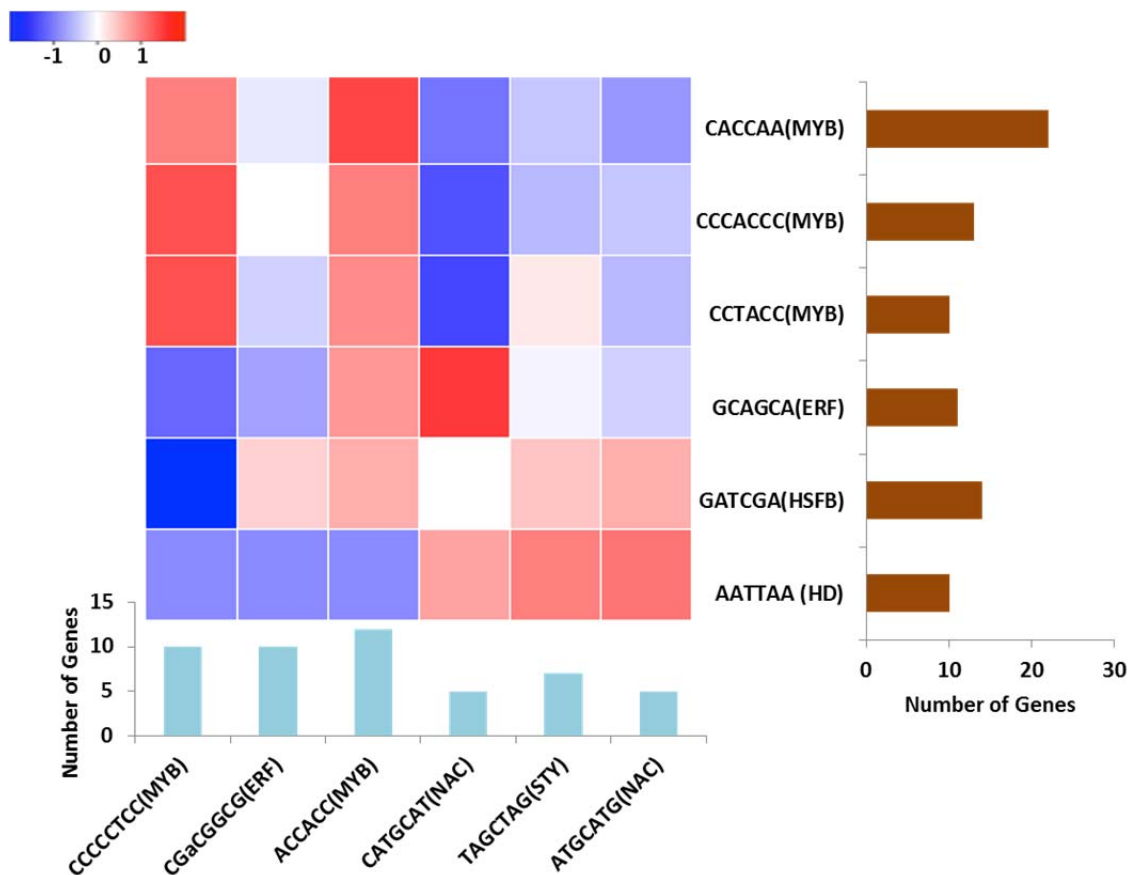 -1 0 1
CACCAA(MYB)
CCCACCC(MYB)
CCTACC(MYB)
GCAGCA(ERF)
GATCGA(HSFB)
AATTAA (HD)
0 10 20 30
Number of Genes
15
10
5
0
Number of Genes
CCCCCTCC(MYB)
CGaCGGCG(ERF)
ACCACC(MYB)
CATGCAT(NAC)
TAGCTAG(STY)
ATGCATG(NAC)